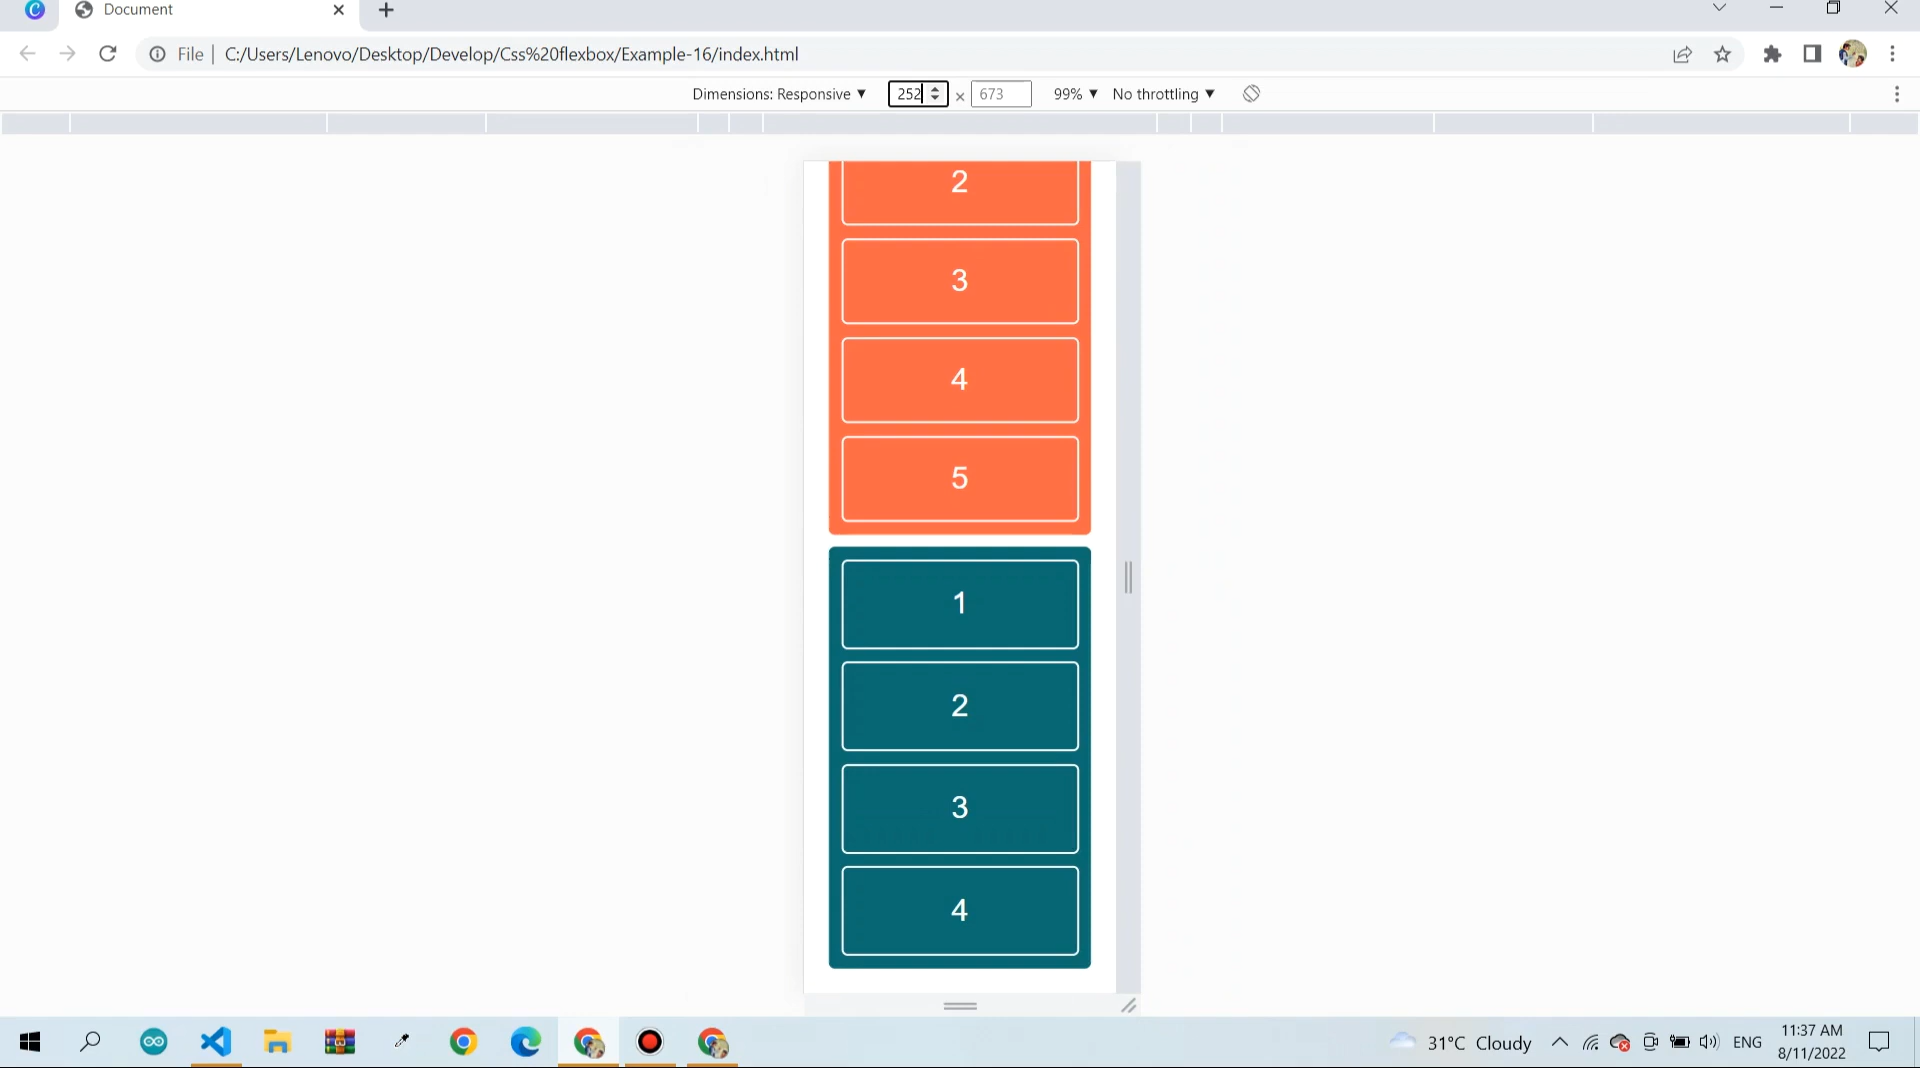 Document
File
C:/Users/Lenovo/Desktop/Develop/Css%20flexbox/Example-16/index.html
Dimensions: Responsive ▼ 252 × 673 99% ▼ No throttling ▼
2
3
4
5
1
2
3
4
31°C Cloudy
ENG
11:37 AM
8/11/2022